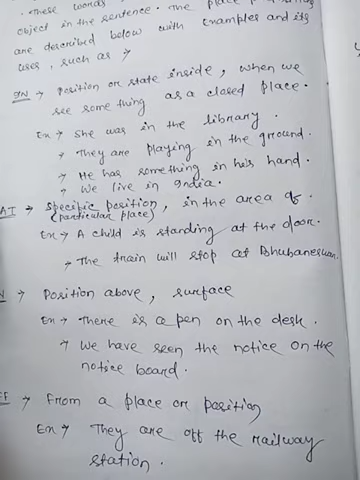 These words
object in the sentence. The place
are described below with Examples and its
uses, such as →
IN → Position or state inside, when we
see something as a closed place.
Ex → She was in the library.
→ They are playing in the ground.
→ He has something in his hand.
→ We live in India.
AT → Specific position, in the area of.
(particular place)
Ex → A child is standing at the door.
→ The train will stop at Bhubaneswar.
N → Position above, surface
Ex → There is a pen on the desk.
→ We have seen the notice on the
notice board.
FF → From a place or position
Ex → They are off the railway
station.